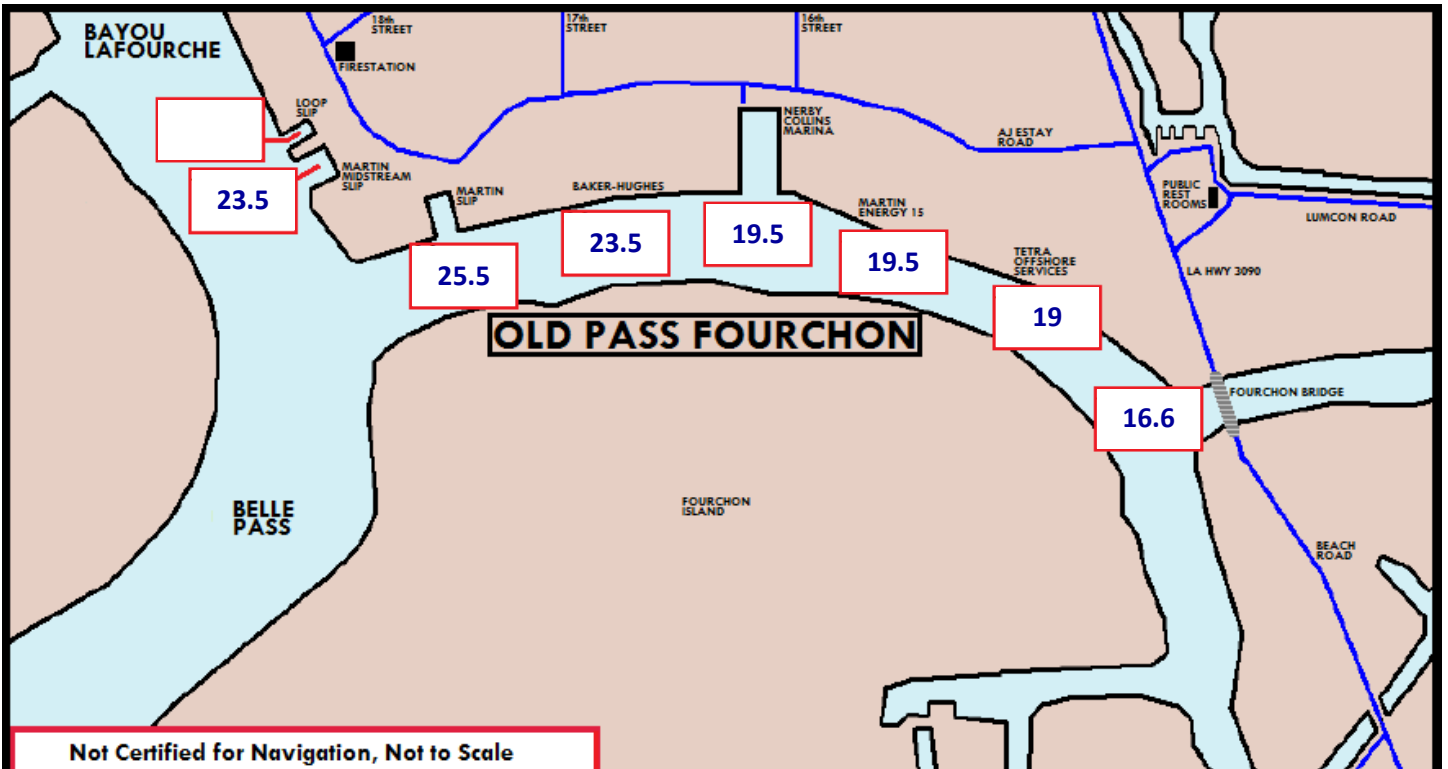 BAYOU
LAFOURCHE
18th
STREET
17th
STREET
16th
STREET
FIRESTATION
LOOP
SLIP
NERBY
COLLINS
MARINA
AJ ESTAY
ROAD
MARTIN
MIDSTREAM
SLIP
23.5
MARTIN
SLIP
BAKER-HUGHES
MARTIN
ENERGY 15
PUBLIC
REST
ROOMS
LUMCON ROAD
25.5
23.5
19.5
19.5
TETRA
OFFSHORE
SERVICES
LA HWY 3090
19
OLD PASS FOURCHON
FOURCHON BRIDGE
16.6
BELLE
PASS
FOURCHON
ISLAND
BEACH
ROAD
Not Certified for Navigation, Not to Scale